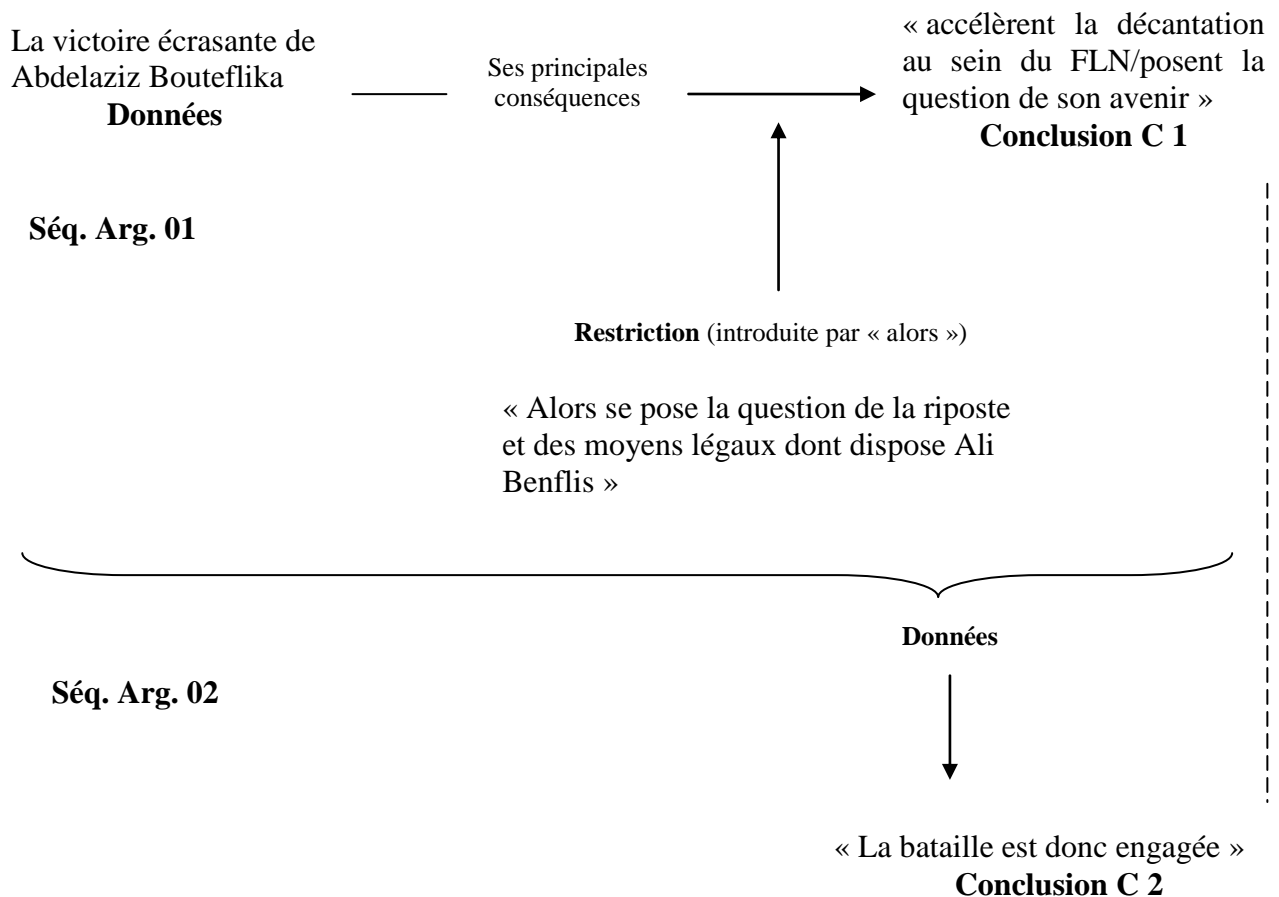 La victoire écrasante de
Abdelaziz Bouteflika
Données
Ses principales
conséquences
« accélèrent la décantation
au sein du FLN/posent la
question de son avenir »
Conclusion C 1
Séq. Arg. 01
Restriction (introduite par « alors »)
« Alors se pose la question de la riposte
et des moyens légaux dont dispose Ali
Benflis »
Données
Séq. Arg. 02
« La bataille est donc engagée »
Conclusion C 2